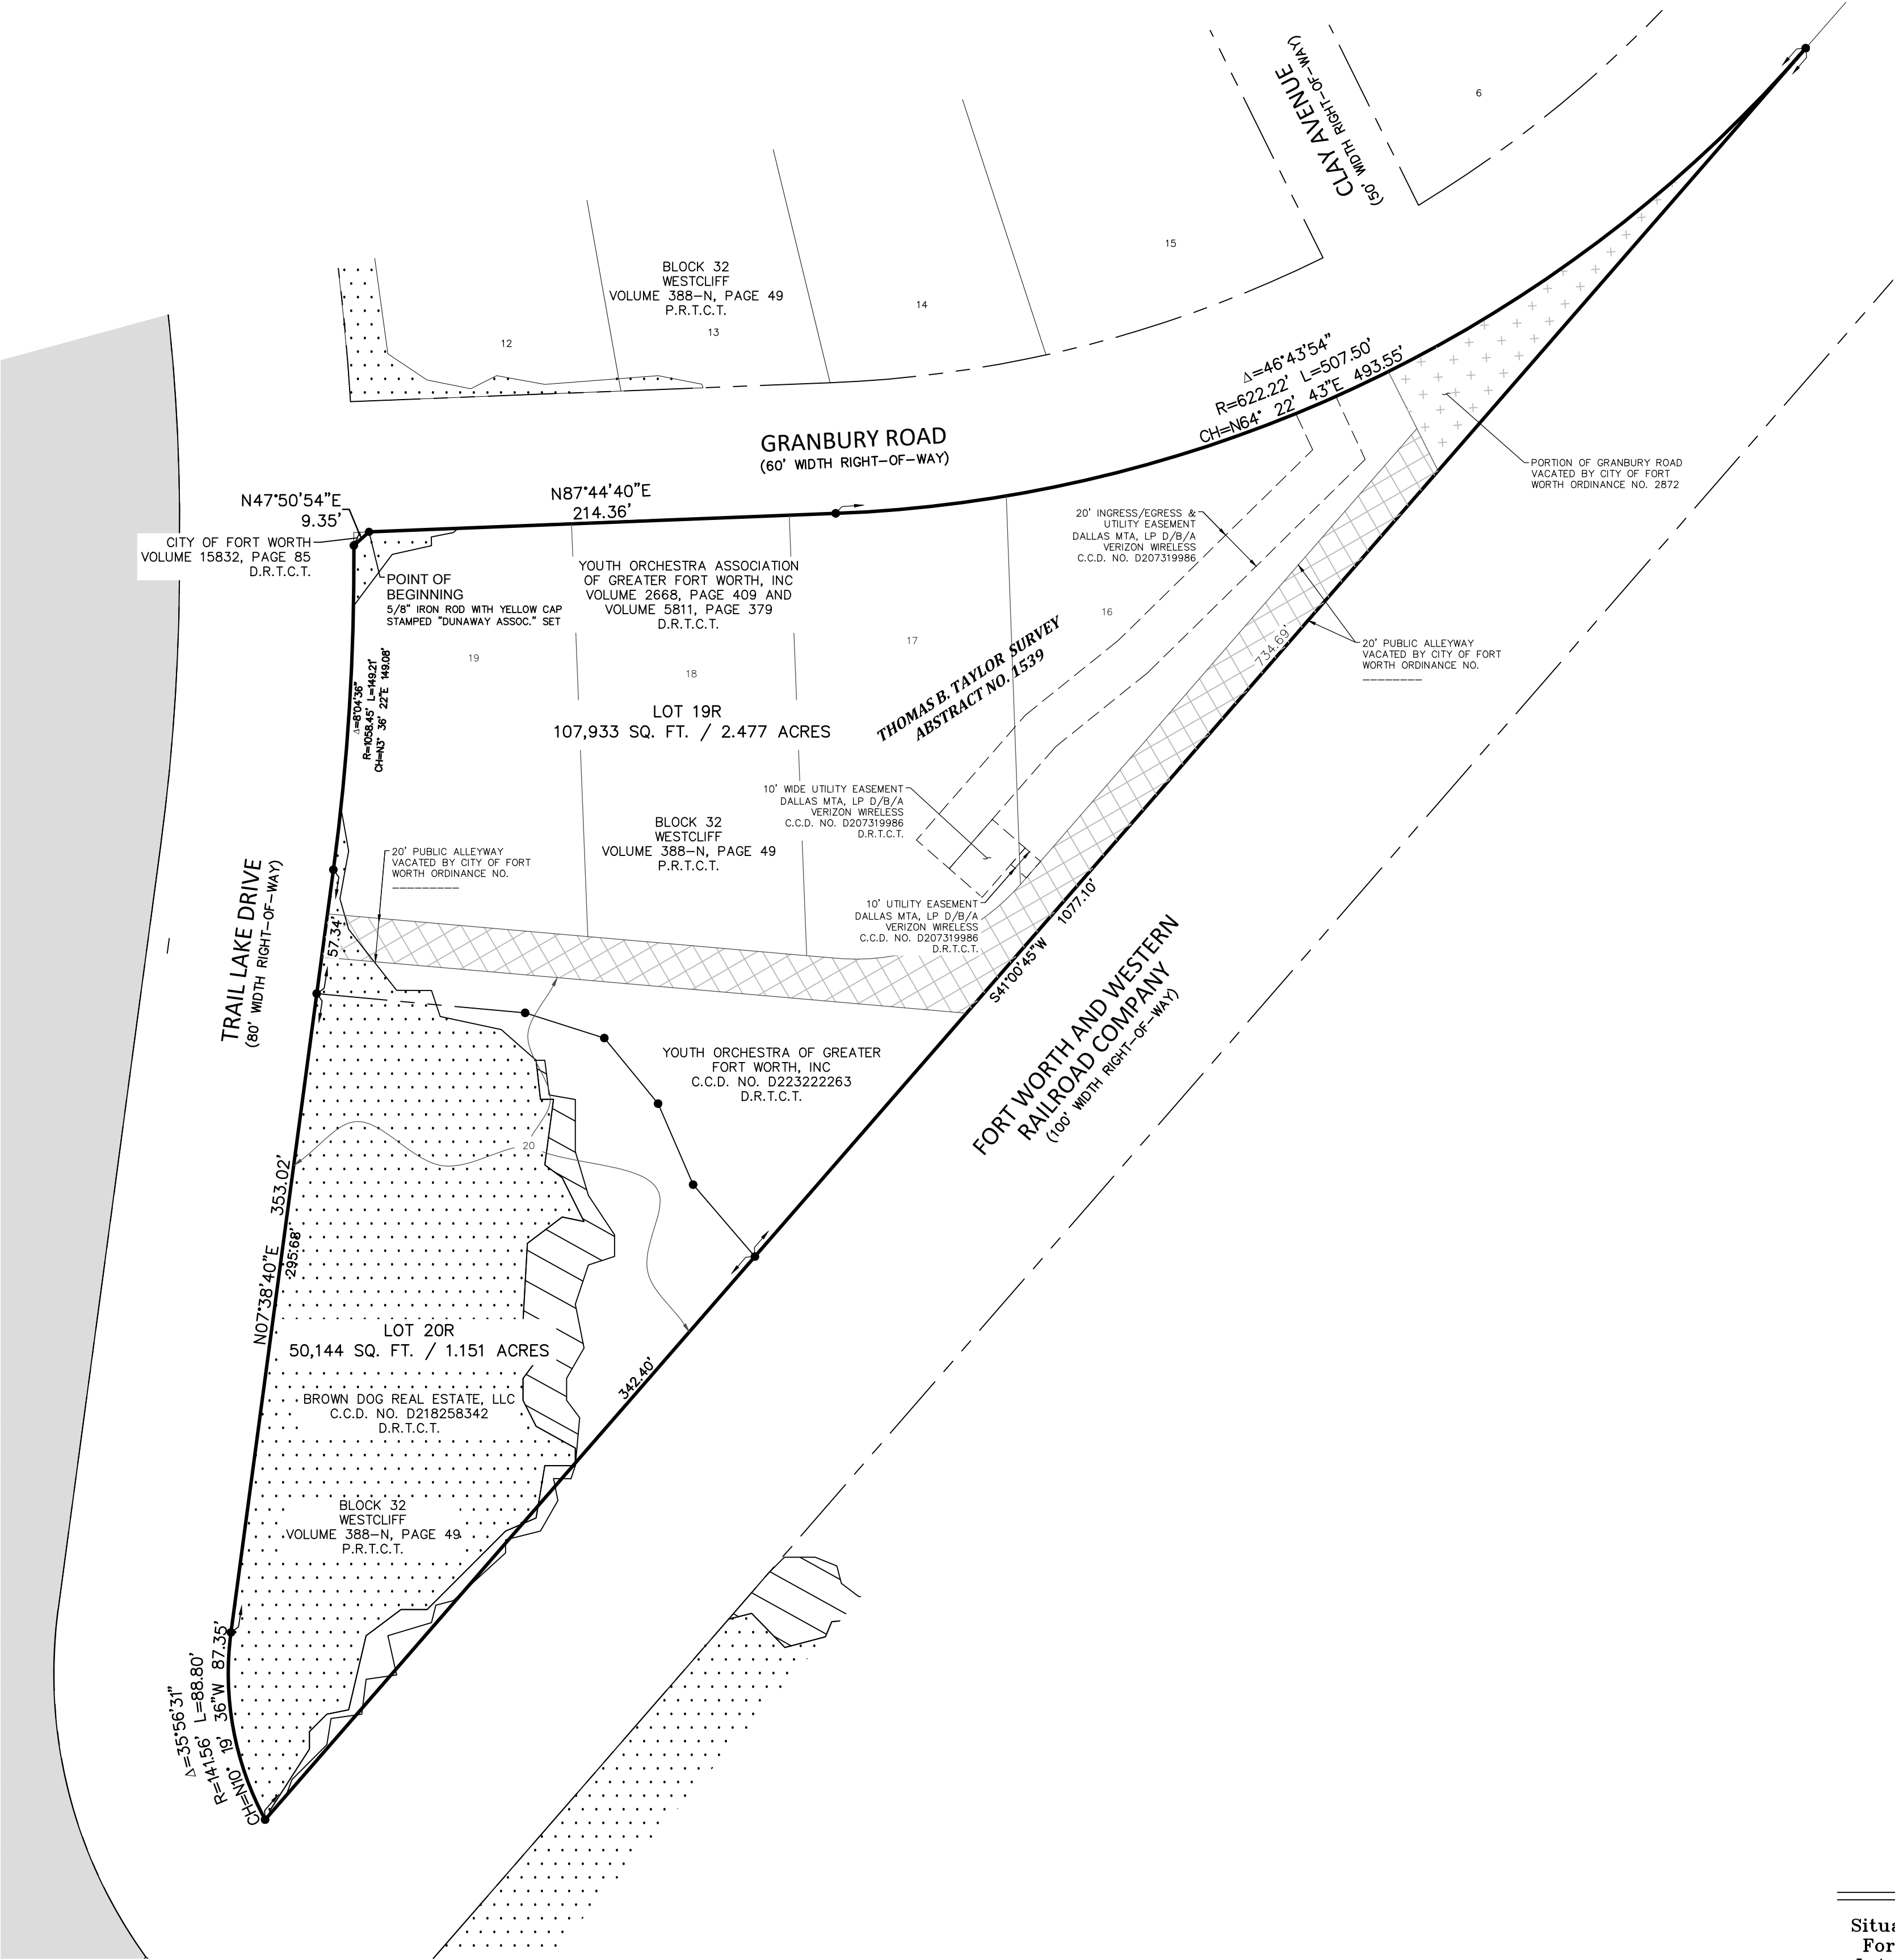 CLAY AVENUE
(50' WIDTH RIGHT-OF-WAY)
6
15
14
BLOCK 32
WESTCLIFF
VOLUME 388-N, PAGE 49
P.R.T.C.T.
13
12
Δ=46°43'54"
R=622.22' L=507.50'
CH=N64° 22' 43"E 493.55'
GRANBURY ROAD
(60' WIDTH RIGHT-OF-WAY)
PORTION OF GRANBURY ROAD
VACATED BY CITY OF FORT
WORTH ORDINANCE NO. 2872
N47°50'54"E
9.35'
N87°44'40"E
214.36'
CITY OF FORT WORTH
VOLUME 15832, PAGE 85
D.R.T.C.T.
POINT OF
BEGINNING
5/8" IRON ROD WITH YELLOW CAP
STAMPED "DUNAWAY ASSOC." SET
YOUTH ORCHESTRA ASSOCIATION
OF GREATER FORT WORTH, INC
VOLUME 2668, PAGE 409 AND
VOLUME 5811, PAGE 379
D.R.T.C.T.
20' INGRESS/EGRESS &
UTILITY EASEMENT
DALLAS MTA, LP D/B/A
VERIZON WIRELESS
C.C.D. NO. D207319986
16
17
18
19
THOMAS B. TAYLOR SURVEY
ABSTRACT NO. 1539
734.69'
20' PUBLIC ALLEYWAY
VACATED BY CITY OF FORT
WORTH ORDINANCE NO.
________
Δ=8°04'36"
R=1058.45' L=149.21'
CH=N3° 36' 22"E 149.08'
LOT 19R
107,933 SQ. FT. / 2.477 ACRES
10' WIDE UTILITY EASEMENT
DALLAS MTA, LP D/B/A
VERIZON WIRELESS
C.C.D. NO. D207319986
D.R.T.C.T.
BLOCK 32
WESTCLIFF
VOLUME 388-N, PAGE 49
P.R.T.C.T.
20' PUBLIC ALLEYWAY
VACATED BY CITY OF FORT
WORTH ORDINANCE NO.
_________
10' UTILITY EASEMENT
DALLAS MTA, LP D/B/A
VERIZON WIRELESS
C.C.D. NO. D207319986
D.R.T.C.T.
TRAIL LAKE DRIVE
(80' WIDTH RIGHT-OF-WAY)
57.34'
S41°00'45"W 1077.10'
FORT WORTH AND WESTERN
RAILROAD COMPANY
(100' WIDTH RIGHT-OF-WAY)
YOUTH ORCHESTRA OF GREATER
FORT WORTH, INC
C.C.D. NO. D223222263
D.R.T.C.T.
20
N07°38'40"E 353.02'
295.68'
LOT 20R
50,144 SQ. FT. / 1.151 ACRES
342.40'
BROWN DOG REAL ESTATE, LLC
C.C.D. NO. D218258342
D.R.T.C.T.
BLOCK 32
WESTCLIFF
VOLUME 388-N, PAGE 49
P.R.T.C.T.
Δ=35°56'31"
R=141.56' L=88.80'
CH=N10° 19' 36"W 87.35'
Situa
For